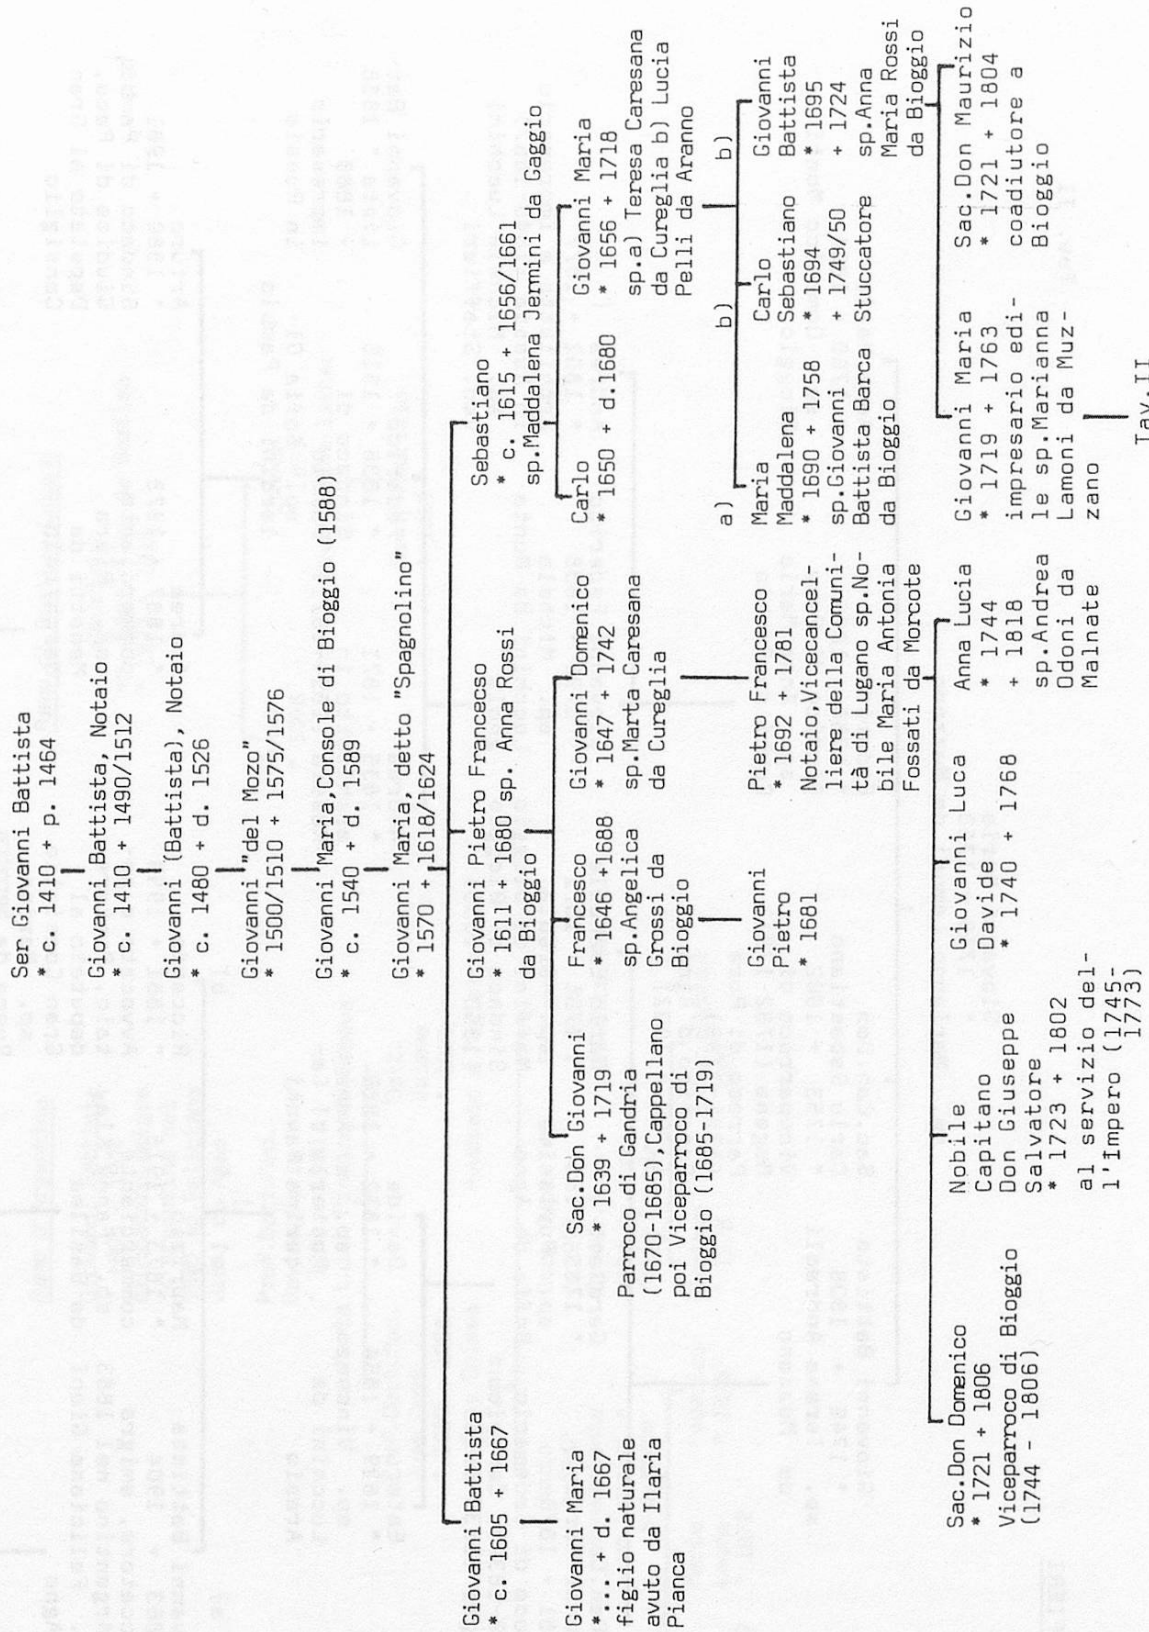 Ser Giovanni Battista
* c. 1410 + p. 1464
Giovanni Battista, Notaio
* c. 1410 + 1490/1512
Giovanni (Battista), Notaio
* c. 1480 + d. 1526
Giovanni "del Mozo"
* 1500/1510 + 1575/1576
Giovanni Maria,Console di Bioggio (1588)
* c. 1540 + d. 1589
Giovanni Maria, detto "Spagnolino"
* 1570 + 1618/1624
Giovanni Battista
* c. 1605 + 1667
Giovanni Pietro Francecso
* 1611 + 1680 sp. Anna Rossi
da Bioggio
Sebastiano
* c. 1615 + 1656/1661
sp.Maddalena Jermini da Gaggio
Giovanni Maria
*... + d. 1667
figlio naturale
avuto da Ilaria
Pianca
Sac.Don Giovanni
* 1639 + 1719
Parroco di Gandria
(1670-1685),Cappellano
poi Viceparroco di
Bioggio (1685-1719)
Francesco
* 1646 +1688
sp.Angelica
Grossi da
Bioggio
Giovanni Domenico
* 1647 + 1742
sp.Marta Caresana
da Cureglia
Carlo
* 1650 + d.1680
Giovanni Maria
* 1656 + 1718
sp.a) Teresa Caresana
da Cureglia b) Lucia
Pelli da Aranno
Giovanni
Pietro
* 1681
Pietro Francesco
* 1692 + 1781
Notaio,Vicecancel-
liere della Comuni-
tà di Lugano sp.No-
bile Maria Antonia
Fossati da Morcote
a)
Maria
Maddalena
* 1690 + 1758
sp.Giovanni
Battista Barca
da Bioggio
b)
Carlo
Sebastiano
* 1694
+ 1749/50
Stuccatore
b)
Giovanni
Battista
* 1695
+ 1724
sp.Anna
Maria Rossi
da Bioggio
Sac.Don Domenico
* 1721 + 1806
Viceparroco di Bioggio
(1744 - 1806)
Nobile
Capitano
Don Giuseppe
Salvatore
* 1723 + 1802
al servizio del-
l'Impero (1745-
1773)
Giovanni Luca
Davide
* 1740 + 1768
Anna Lucia
* 1744
+ 1818
sp.Andrea
Odoni da
Malnate
Giovanni Maria
* 1719 + 1763
impresario edi-
le sp.Marianna
Lamoni da Muz-
zano
Sac.Don Maurizio
* 1721 + 1804
coadiutore a
Bioggio
Tav.II